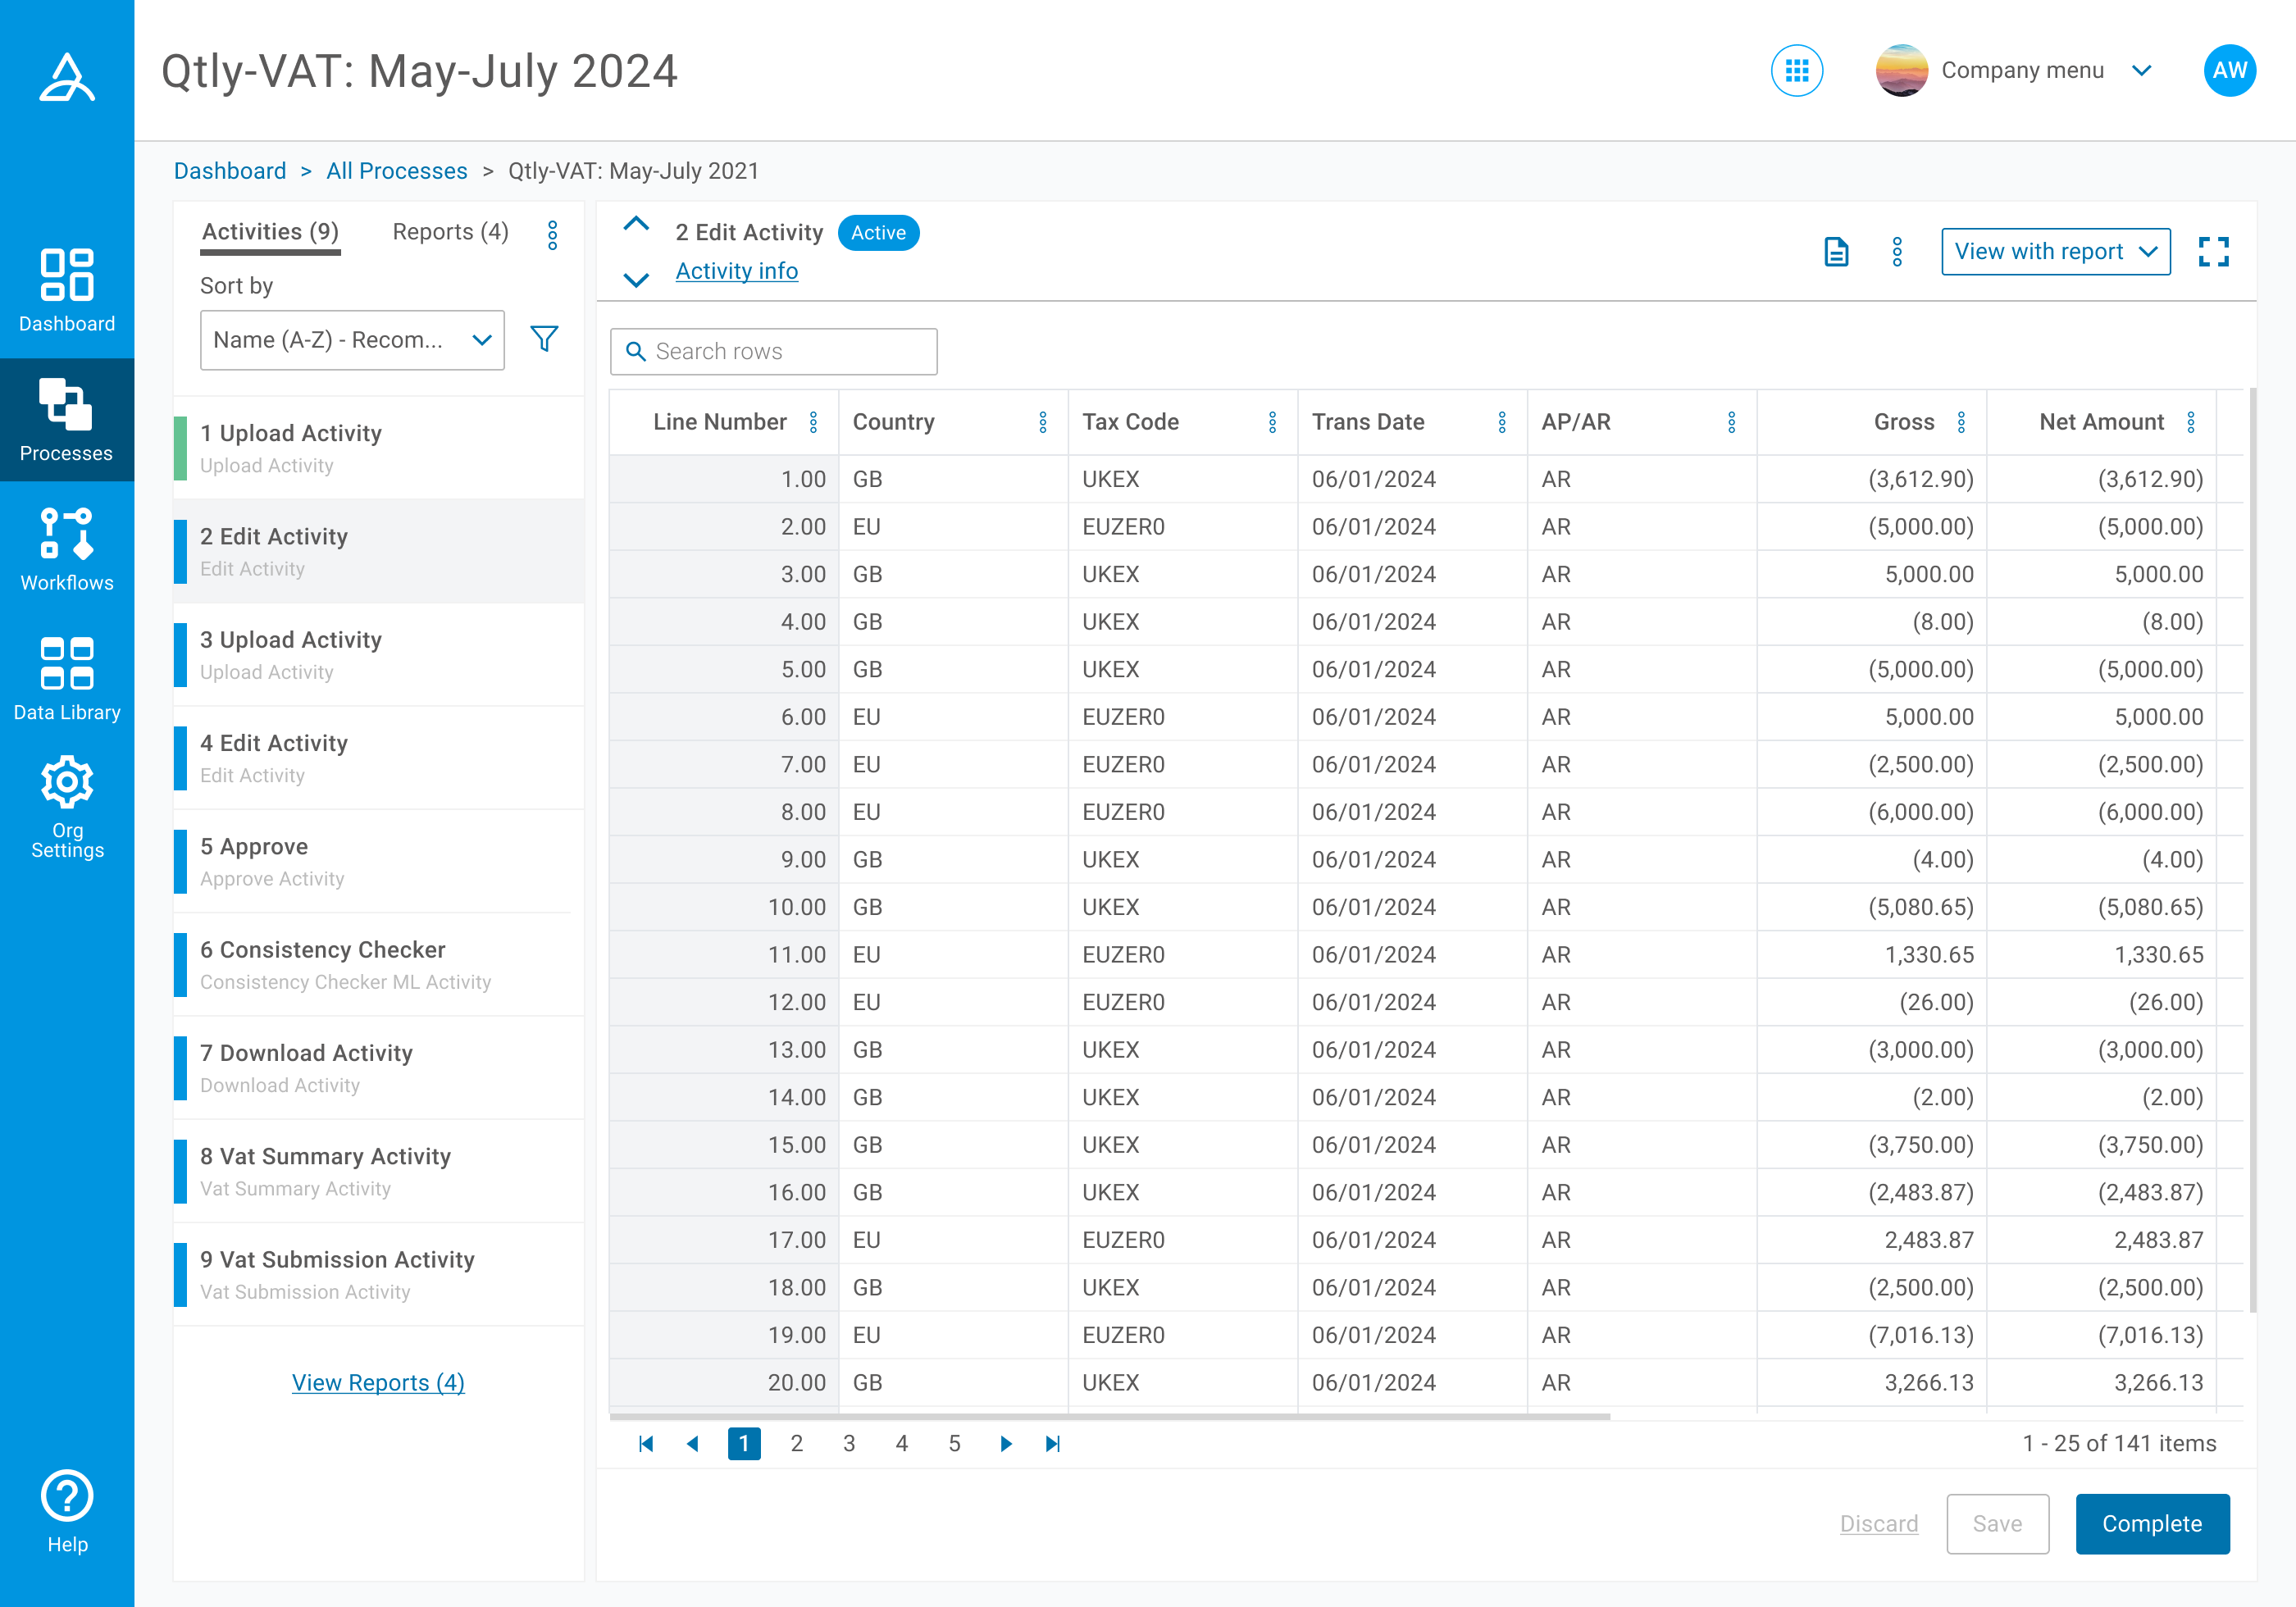 Qtly-VAT: May-July 2024
Company menu
AW
Dashboard > All Processes > Qtly-VAT: May-July 2021
Dashboard
Processes
Workflows
Data Library
Org
Settings
Help
Activities (9) Reports (4)
Sort by
Name (A-Z) - Recom...
1 Upload Activity
Upload Activity
2 Edit Activity
Edit Activity
3 Upload Activity
Upload Activity
4 Edit Activity
Edit Activity
5 Approve
Approve Activity
6 Consistency Checker
Consistency Checker ML Activity
7 Download Activity
Download Activity
8 Vat Summary Activity
Vat Summary Activity
9 Vat Submission Activity
Vat Submission Activity
View Reports (4)
2 Edit Activity Active
Activity info
View with report
Search rows
Line Number Country Tax Code Trans Date AP/AR Gross Net Amount
1.00 GB UKEX 06/01/2024 AR (3,612.90) (3,612.90)
2.00 EU EUZER0 06/01/2024 AR (5,000.00) (5,000.00)
3.00 GB UKEX 06/01/2024 AR 5,000.00 5,000.00
4.00 GB UKEX 06/01/2024 AR (8.00) (8.00)
5.00 GB UKEX 06/01/2024 AR (5,000.00) (5,000.00)
6.00 EU EUZER0 06/01/2024 AR 5,000.00 5,000.00
7.00 EU EUZER0 06/01/2024 AR (2,500.00) (2,500.00)
8.00 EU EUZER0 06/01/2024 AR (6,000.00) (6,000.00)
9.00 GB UKEX 06/01/2024 AR (4.00) (4.00)
10.00 GB UKEX 06/01/2024 AR (5,080.65) (5,080.65)
11.00 EU EUZER0 06/01/2024 AR 1,330.65 1,330.65
12.00 EU EUZER0 06/01/2024 AR (26.00) (26.00)
13.00 GB UKEX 06/01/2024 AR (3,000.00) (3,000.00)
14.00 GB UKEX 06/01/2024 AR (2.00) (2.00)
15.00 GB UKEX 06/01/2024 AR (3,750.00) (3,750.00)
16.00 GB UKEX 06/01/2024 AR (2,483.87) (2,483.87)
17.00 EU EUZER0 06/01/2024 AR 2,483.87 2,483.87
18.00 GB UKEX 06/01/2024 AR (2,500.00) (2,500.00)
19.00 EU EUZER0 06/01/2024 AR (7,016.13) (7,016.13)
20.00 GB UKEX 06/01/2024 AR 3,266.13 3,266.13
1 2 3 4 5
1 - 25 of 141 items
Discard Save Complete